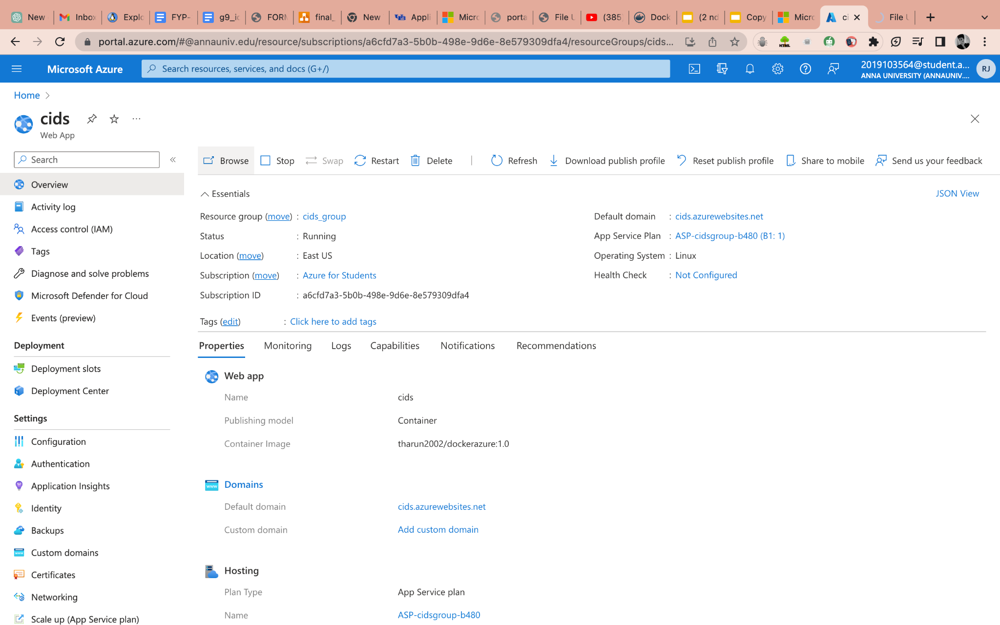 New
Inbox
Explo
FYP-
g9_ic
FORM
final_
New
Appli
Micro
porta
File U
(385
Dock
(2 nd
Copy
Micro
ci
File U
portal.azure.com/#@annauniv.edu/resource/subscriptions/a6cfd7a3-5b0b-498e-9d6e-8e579309dfa4/resourceGroups/cids...
HTML
Microsoft Azure
Search resources, services, and docs (G+/)
2019103564@student.a...
ANNA UNIVERSITY (ANNAUNIV....
RJ
Home
cids
Web App
Search
Browse
Stop
Swap
Restart
Delete
Refresh
Download publish profile
Reset publish profile
Share to mobile
Send us your feedback
Overview
Activity log
Access control (IAM)
Tags
Diagnose and solve problems
Microsoft Defender for Cloud
Events (preview)
Deployment
Deployment slots
Deployment Center
Settings
Configuration
Authentication
Application Insights
Identity
Backups
Custom domains
Certificates
Networking
Scale up (App Service plan)
Essentials
JSON View
Resource group (move) : cids_group
Status : Running
Location (move) : East US
Subscription (move) : Azure for Students
Subscription ID : a6cfd7a3-5b0b-498e-9d6e-8e579309dfa4
Tags (edit) : Click here to add tags
Default domain : cids.azurewebsites.net
App Service Plan : ASP-cidsgroup-b480 (B1: 1)
Operating System : Linux
Health Check : Not Configured
Properties
Monitoring
Logs
Capabilities
Notifications
Recommendations
Web app
Name cids
Publishing model Container
Container Image tharun2002/dockerazure:1.0
www Domains
Default domain cids.azurewebsites.net
Custom domain Add custom domain
Hosting
Plan Type App Service plan
Name ASP-cidsgroup-b480